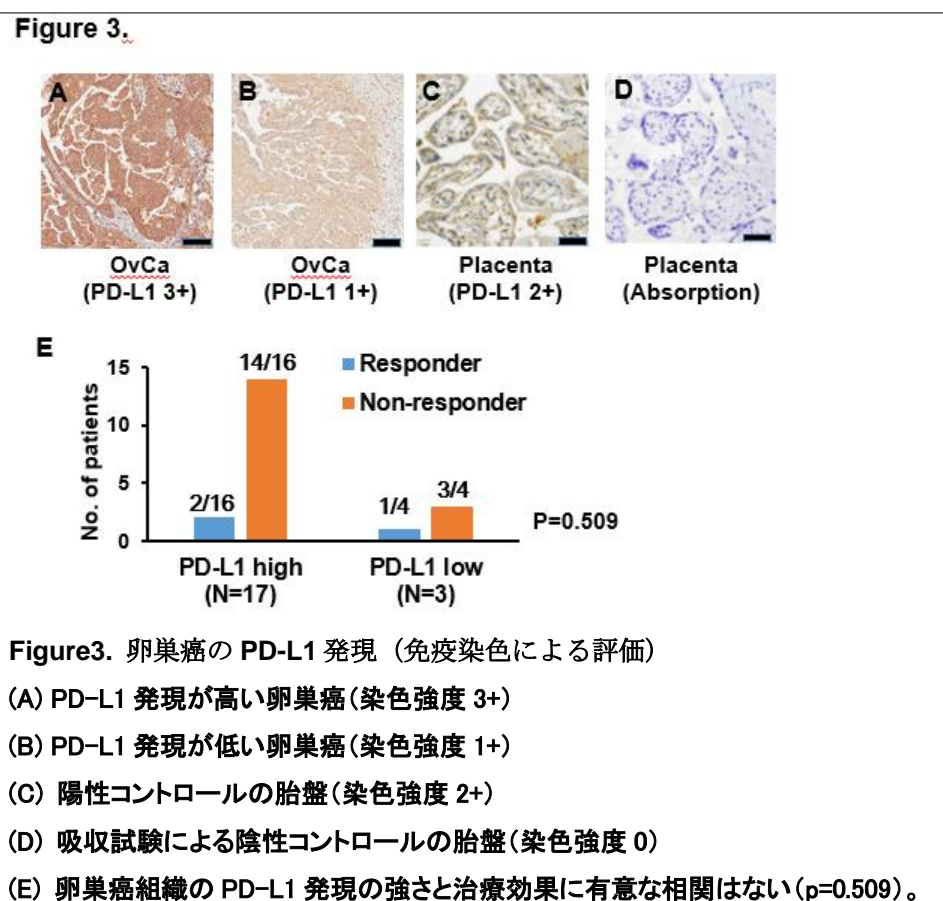 Figure 3.
A B C D
OvCa OvCa Placenta Placenta
(PD-L1 3+) (PD-L1 1+) (PD-L1 2+) (Absorption)
E
No. of patients
15
10
5
0
14/16
2/16
1/4
3/4
Responder
Non-responder
P=0.509
PD-L1 high PD-L1 low
(N=17) (N=3)
Figure3. 卵巣癌の PD-L1 発現（免疫染色による評価）
(A) PD-L1 発現が高い卵巣癌（染色強度 3+）
(B) PD-L1 発現が低い卵巣癌（染色強度 1+）
(C) 陽性コントロールの胎盤（染色強度 2+）
(D) 吸収試験による陰性コントロールの胎盤（染色強度 0）
(E) 卵巣癌組織の PD-L1 発現の強さと治療効果に有意な相関はない（p=0.509）。